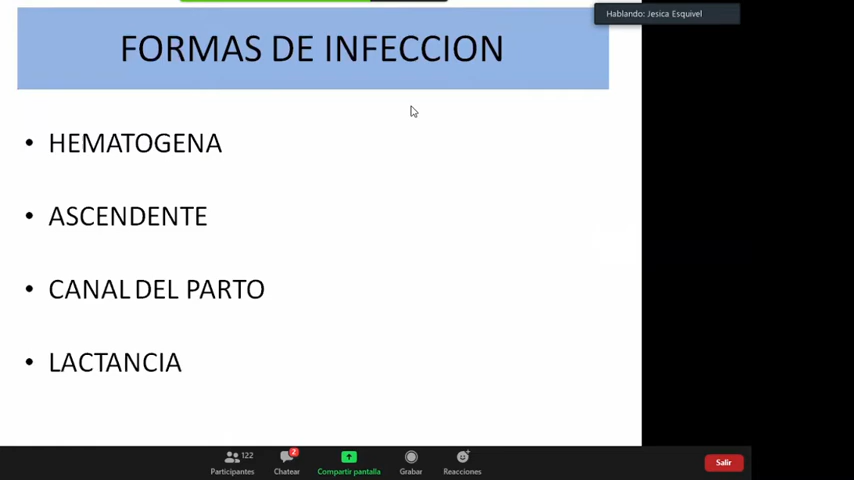 Hablando: Jesica Esquivel
FORMAS DE INFECCION
• HEMATOGENA
• ASCENDENTE
• CANAL DEL PARTO
• LACTANCIA
122
2
Participantes
Chatear
Compartir pantalla
Grabar
Reacciones
Salir